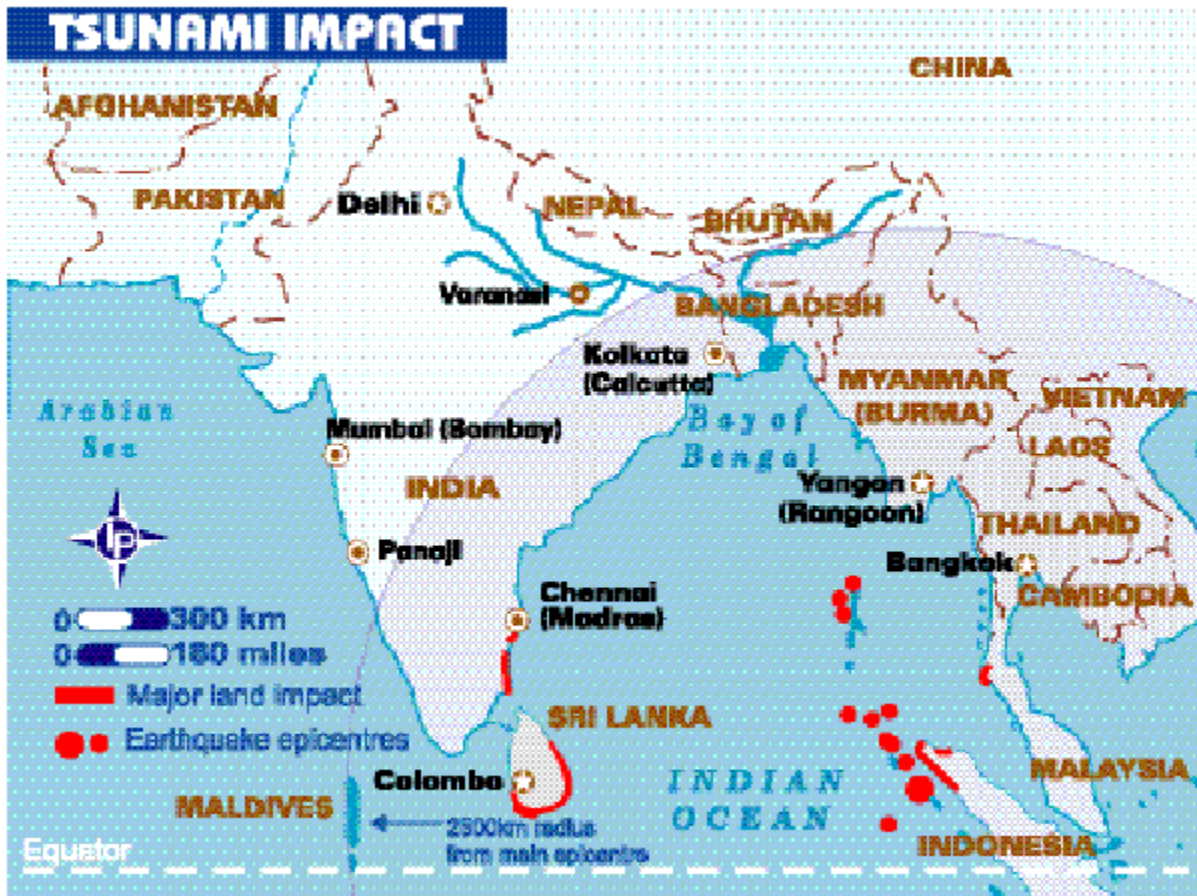 TSUNAMI IMPACT
CHINA
AFGHANISTAN
PAKISTAN
Delhi
NEPAL
BHUTAN
Varanasi
BANGLADESH
Kolkata
(Calcutta)
MYANMAR
(BURMA)
VIETNAM
Arabian
Sea
Mumbai (Bombay)
Bay of
Bengal
LAOS
INDIA
Yangon
(Rangoon)
THAILAND
LP
Panaji
Bangkok
CAMBODIA
Chennai
(Madras)
0 300 km
0 180 miles
Major land impact
SRI LANKA
Earthquake epicentres
Colombo
INDIAN
OCEAN
MALAYSIA
MALDIVES
2500km radius
from main epicentre
INDONESIA
Equator